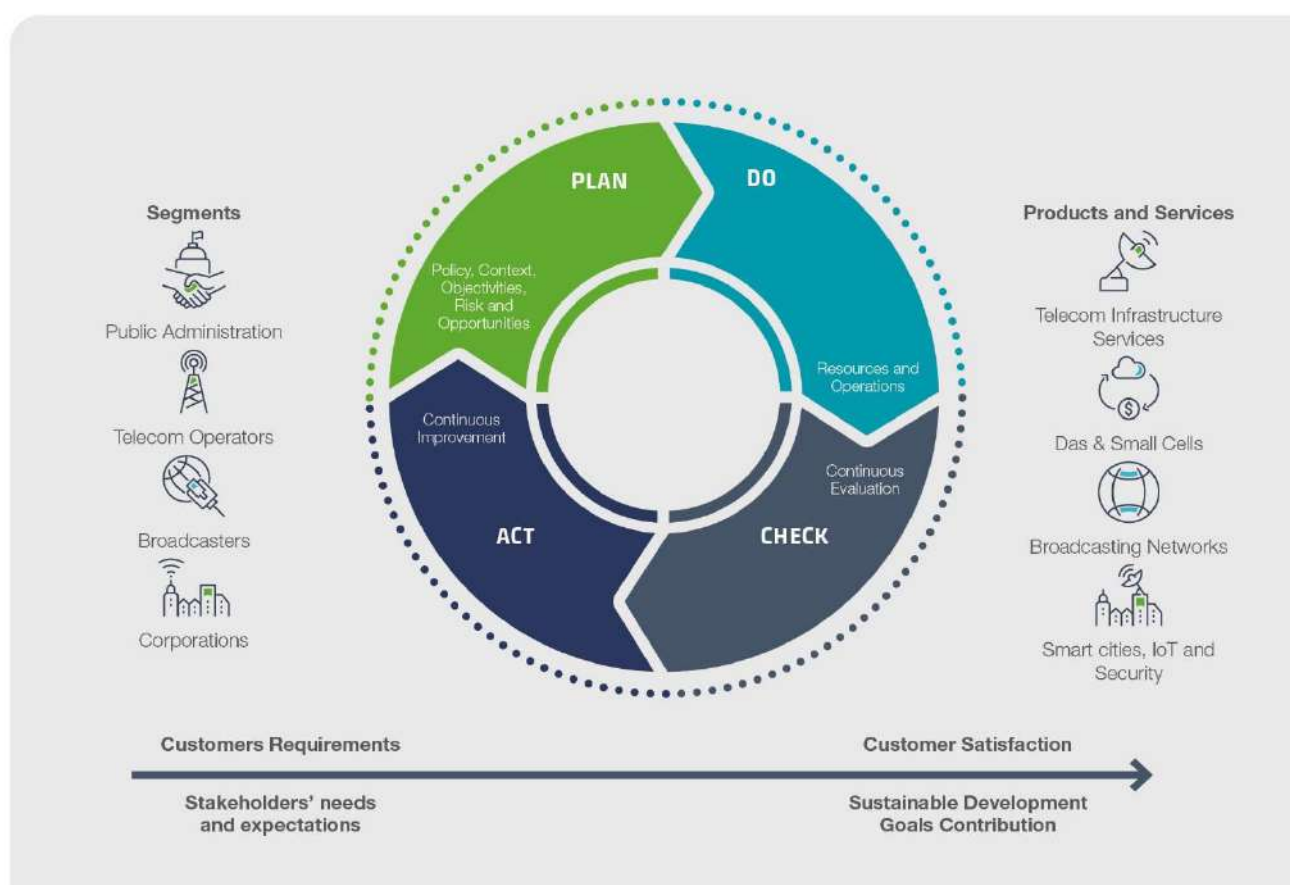 Segments
Public Administration
Telecom Operators
Broadcasters
Corporations
PLAN
Policy, Context,
Objectivities,
Risk and
Opportunities
DO
Resources and
Operations
CHECK
Continuous
Evaluation
ACT
Continuous
Improvement
Products and Services
Telecom Infrastructure
Services
$
Das & Small Cells
Broadcasting Networks
Smart cities, IoT and
Security
Customers Requirements
Customer Satisfaction
Stakeholders’ needs
and expectations
Sustainable Development
Goals Contribution